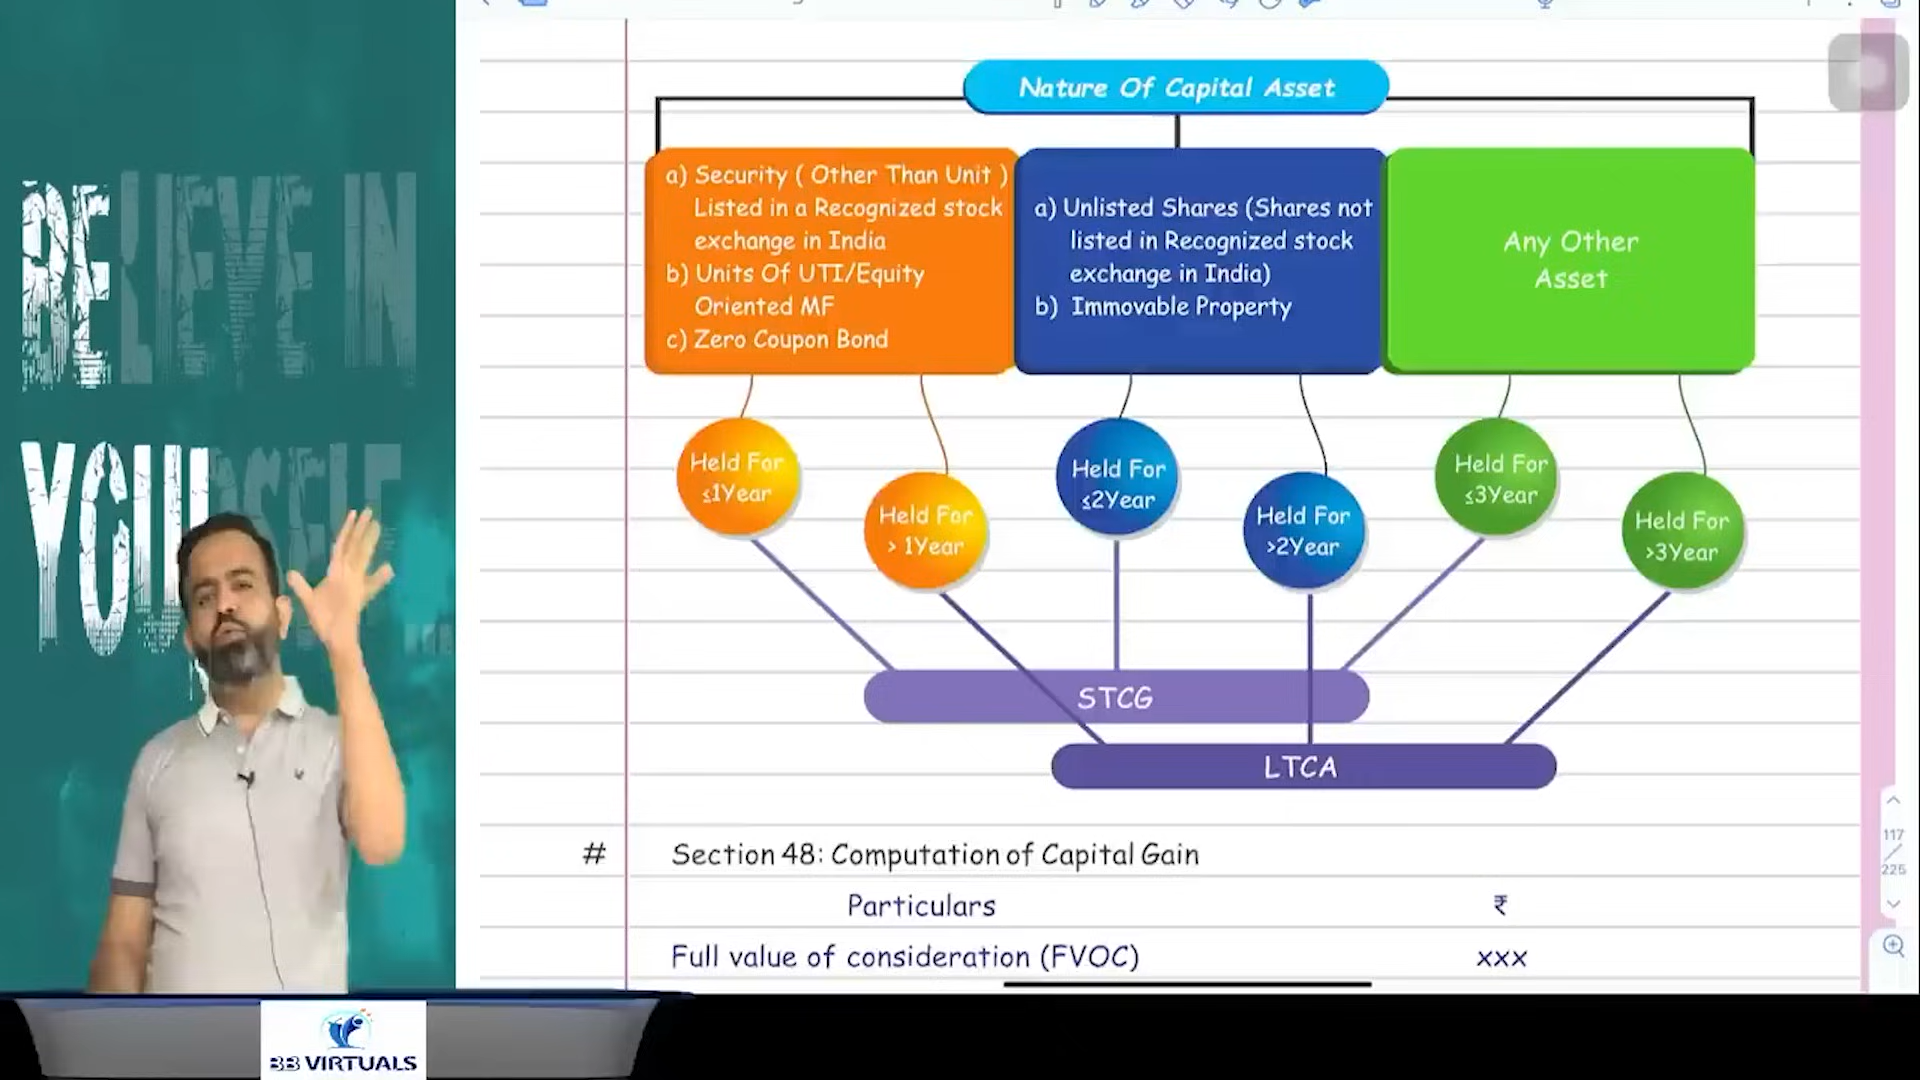 BELIEVE IN
Nature Of Capital Asset
a) Security ( Other Than Unit )
Listed in a Recognized stock
exchange in India
b) Units Of UTI/Equity
Oriented MF
c) Zero Coupon Bond
a) Unlisted Shares (Shares not
listed in Recognized stock
exchange in India)
b) Immovable Property
Any Other
Asset
Held For
≤1Year
Held For
> 1Year
Held For
≤2Year
Held For
>2Year
Held For
≤3Year
Held For
>3Year
STCG
LTCA
# Section 48: Computation of Capital Gain
Particulars ₹
Full value of consideration (FVOC) xxx
117
/
225
BB VIRTUALS